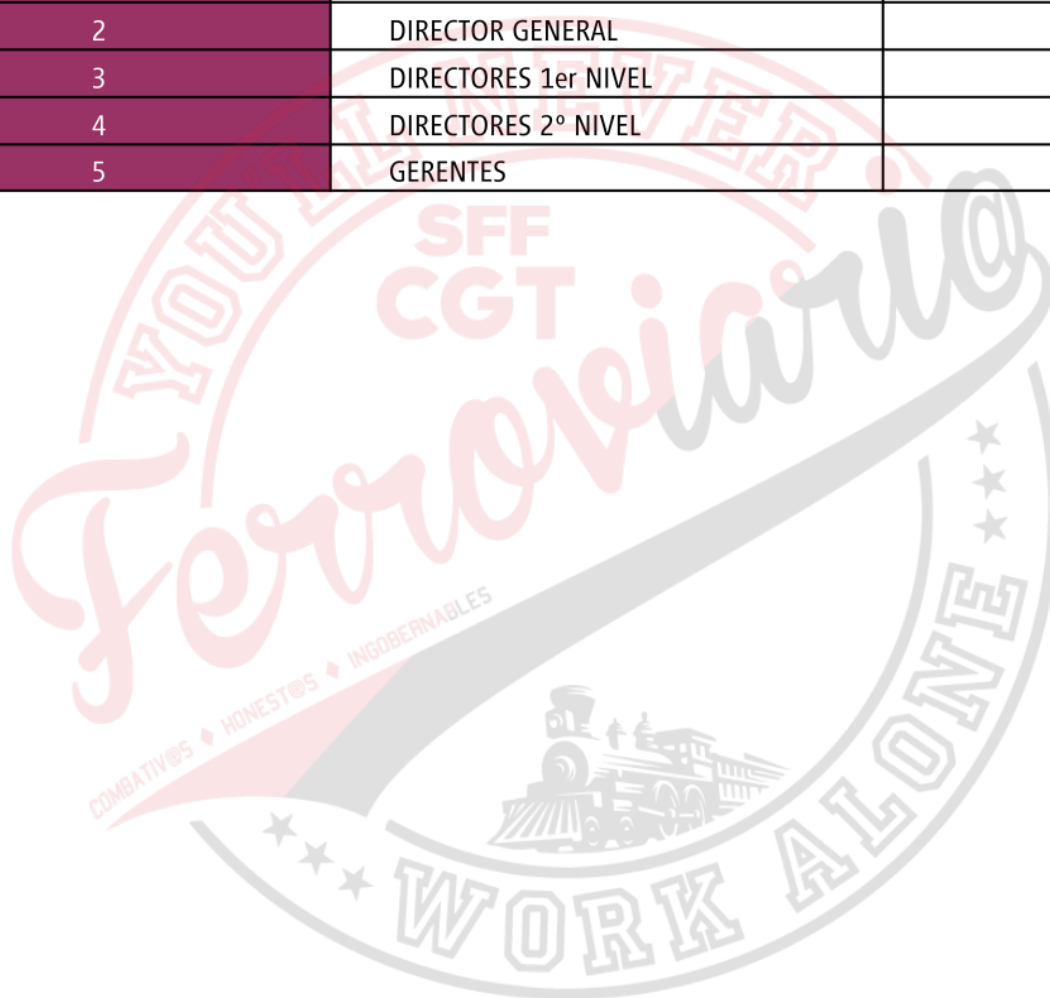 2 DIRECTOR GENERAL
3 DIRECTORES 1er NIVEL
4 DIRECTORES 2º NIVEL
5 GERENTES
YOU'LL NEVER
SFF
CGT
Ferroviari@
COMBATIV@S ♦ HONEST@S ♦ INGOBERNABLES
WORK ALONE